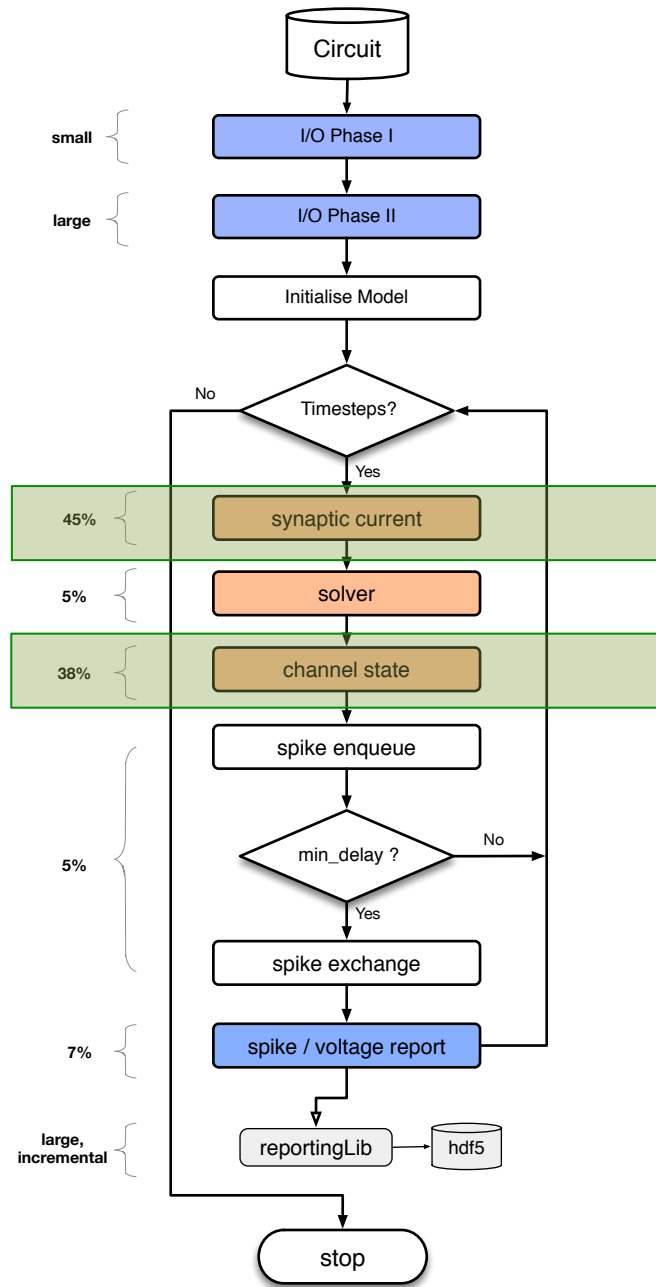 Circuit
small
I/O Phase I
large
I/O Phase II
Initialise Model
No
Timesteps?
Yes
45%
synaptic current
5%
solver
38%
channel state
spike enqueue
5%
min_delay ?
No
Yes
spike exchange
7%
spike / voltage report
large,
incremental
reportingLib
hdf5
stop